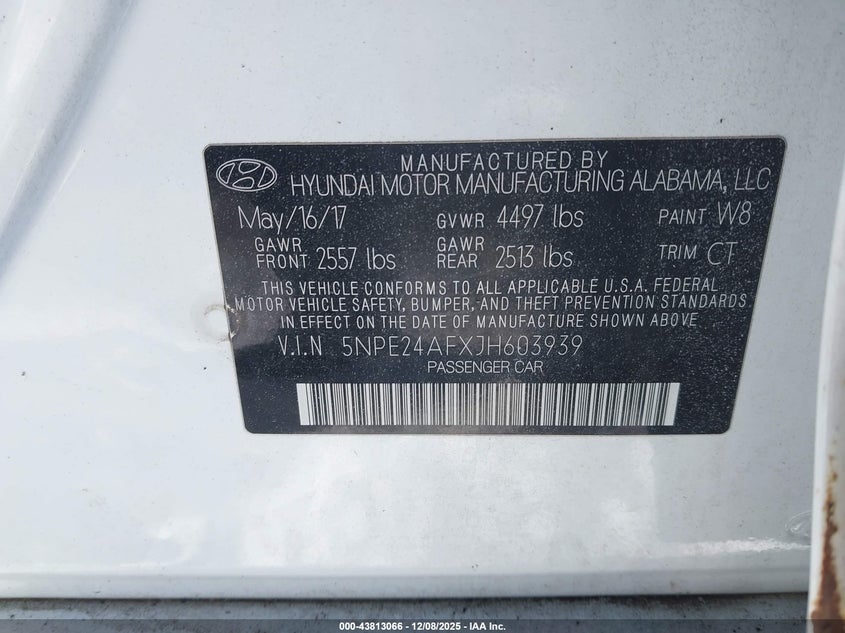 MANUFACTURED BY
HYUNDAI MOTOR MANUFACTURING ALABAMA, LLC
May/16/17 GVWR 4497 lbs PAINT W8
GAWR FRONT 2557 lbs GAWR REAR 2513 lbs TRIM CT
THIS VEHICLE CONFORMS TO ALL APPLICABLE U.S.A. FEDERAL
MOTOR VEHICLE SAFETY, BUMPER, AND THEFT PREVENTION STANDARDS
IN EFFECT ON THE DATE OF MANUFACTURE SHOWN ABOVE
V.I.N 5NPE24AFXJH603939
PASSENGER CAR
000-43813066 - 12/08/2025 - IAA Inc.